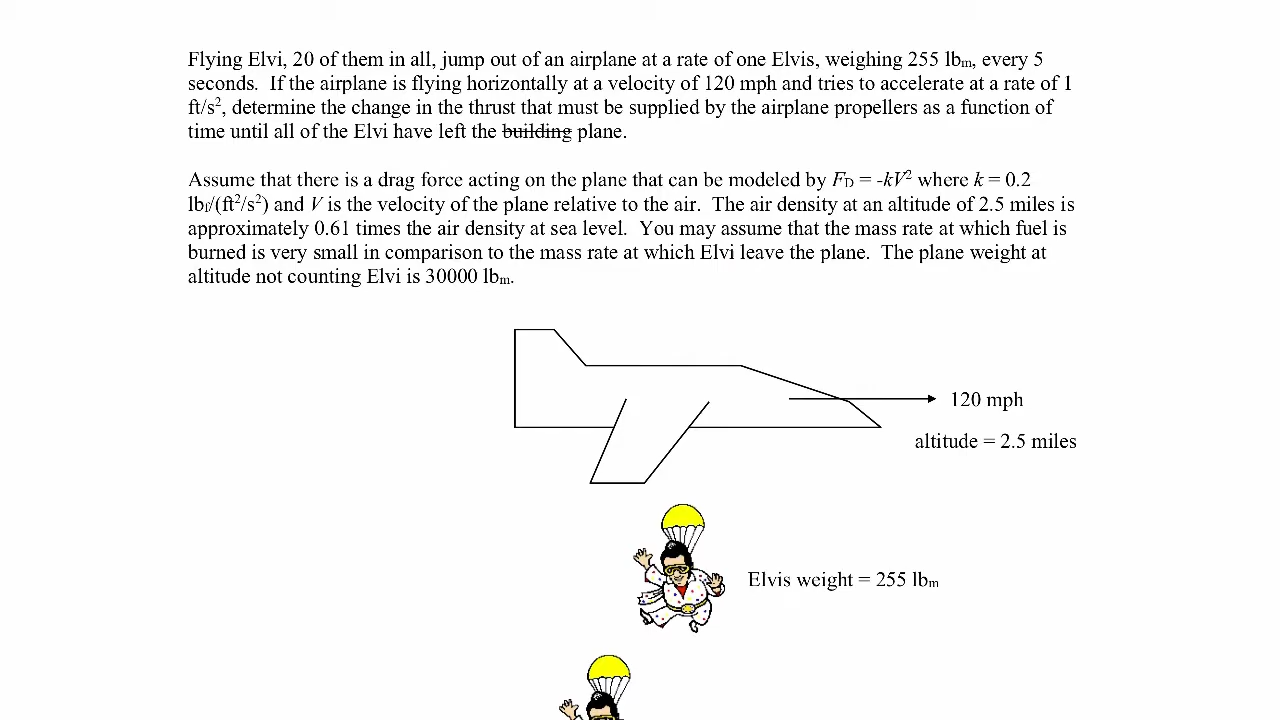 Flying Elvi, 20 of them in all, jump out of an airplane at a rate of one Elvis, weighing 255 lbm, every 5
seconds. If the airplane is flying horizontally at a velocity of 120 mph and tries to accelerate at a rate of 1
ft/s², determine the change in the thrust that must be supplied by the airplane propellers as a function of
time until all of the Elvi have left the building plane.
Assume that there is a drag force acting on the plane that can be modeled by FD = -kV² where k = 0.2
lbf/(ft²/s²) and V is the velocity of the plane relative to the air. The air density at an altitude of 2.5 miles is
approximately 0.61 times the air density at sea level. You may assume that the mass rate at which fuel is
burned is very small in comparison to the mass rate at which Elvi leave the plane. The plane weight at
altitude not counting Elvi is 30000 lbm.
120 mph
altitude = 2.5 miles
Elvis weight = 255 lbm